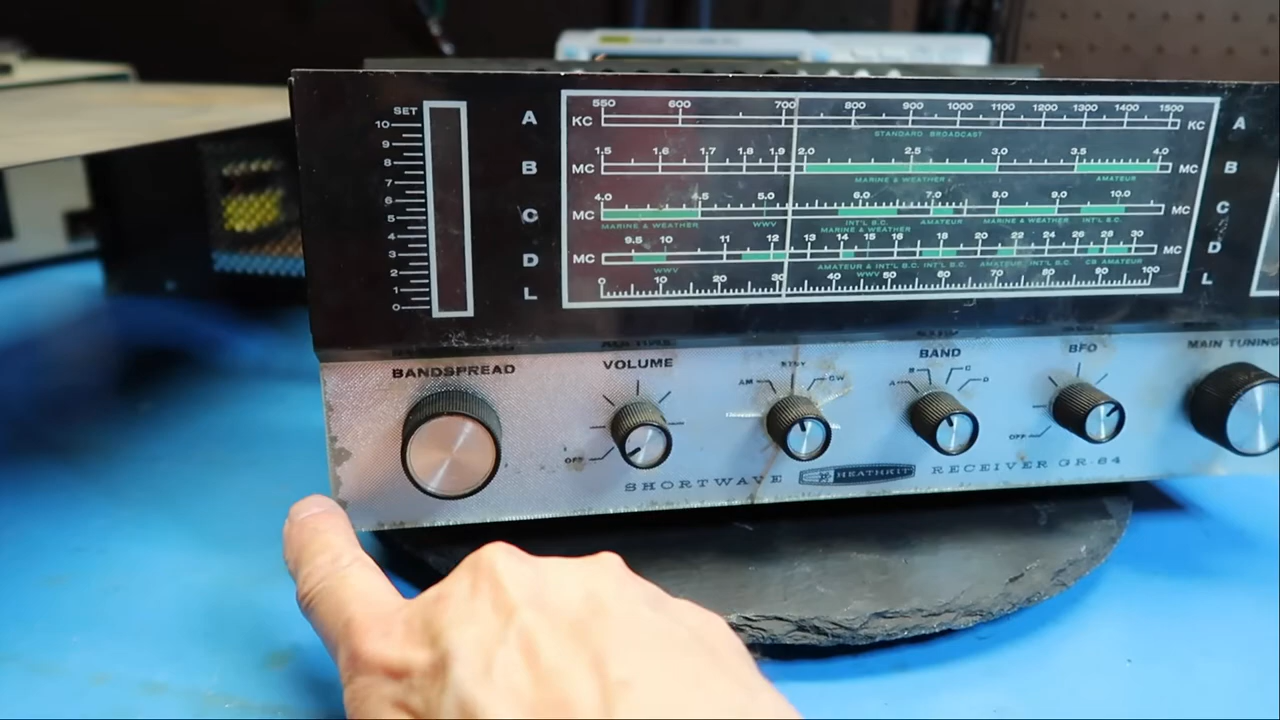 SET
10
9
8
7
6
5
4
3
2
1
0
A KC 550 600 700 800 900 1000 1100 1200 1300 1400 1500 KC A
STANDARD BROADCAST
B MC 1.5 1.6 1.7 1.8 1.9 2.0 2.5 3.0 3.5 4.0 MC B
MARINE & WEATHER AMATEUR
C MC 4.0 4.5 5.0 6.0 7.0 8.0 9.0 10.0 MC C
MARINE & WEATHER WWV INT'L B.C. AMATEUR MARINE & WEATHER INT'L B.C.
MARINE & WEATHER
D MC 9.5 10 11 12 13 14 15 16 18 20 22 24 26 28 30 MC D
WWV AMATEUR & INT'L B.C. INT'L B.C. AMATEUR INT'L B.C. CB AMATEUR
WWV
L 0 10 20 30 40 50 60 70 80 90 100 L
BANDSPREAD VOLUME STBY BAND BFO MAIN TUNING
AM CW A B C D
OFF OFF
SHORTWAVE HEATHKIT RECEIVER GR-64